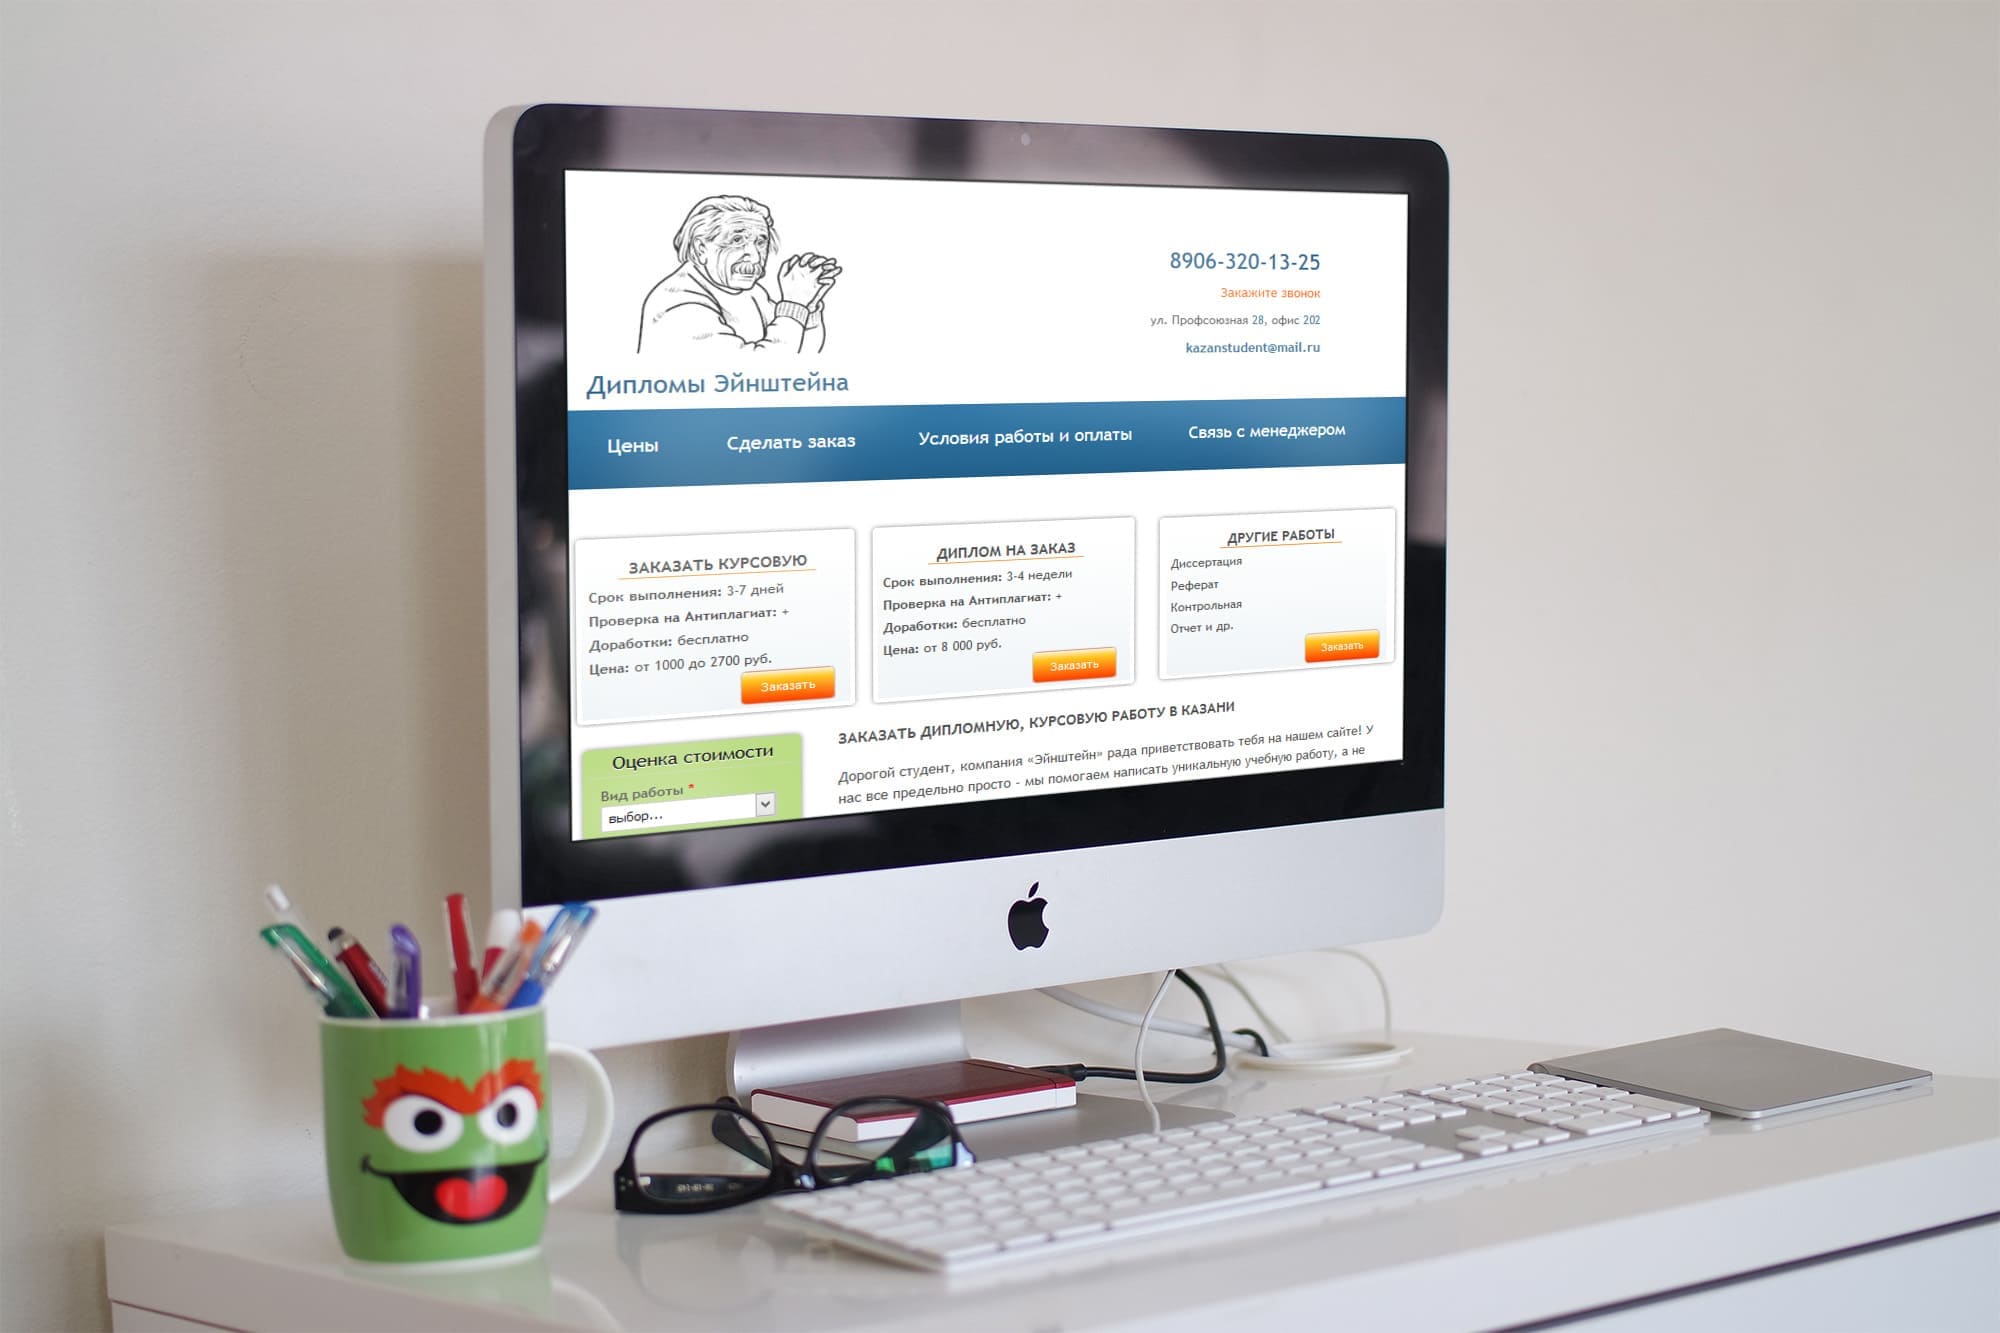 8906-320-13-25
Закажите звонок
ул. Профсоюзная 28, офис 202
kazanstudent@mail.ru
Дипломы Эйнштейна
Цены
Сделать заказ
Условия работы и оплаты
Связь с менеджером
ЗАКАЗАТЬ КУРСОВУЮ
Срок выполнения: 3-7 дней
Проверка на Антиплагиат: +
Доработки: бесплатно
Цена: от 1000 до 2700 руб.
Заказать
ДИПЛОМ НА ЗАКАЗ
Срок выполнения: 3-4 недели
Проверка на Антиплагиат: +
Доработка: бесплатно
Цена: от 8 000 руб.
Заказать
ДРУГИЕ РАБОТЫ
Диссертация
Реферат
Контрольная
Отчет и др.
Заказать
Оценка стоимости
Вид работы *
выбор...
ЗАКАЗАТЬ ДИПЛОМНУЮ, КУРСОВУЮ РАБОТУ В КАЗАНИ
Дорогой студент, компания «Эйнштейн» рада приветствовать тебя на нашем сайте! У
нас все предельно просто - мы помогаем написать уникальную учебную работу, а не